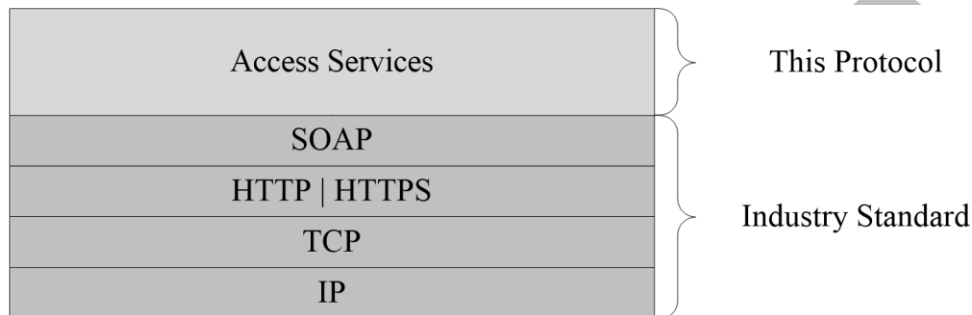 Access Services
This Protocol
SOAP
HTTP | HTTPS
Industry Standard
TCP
IP